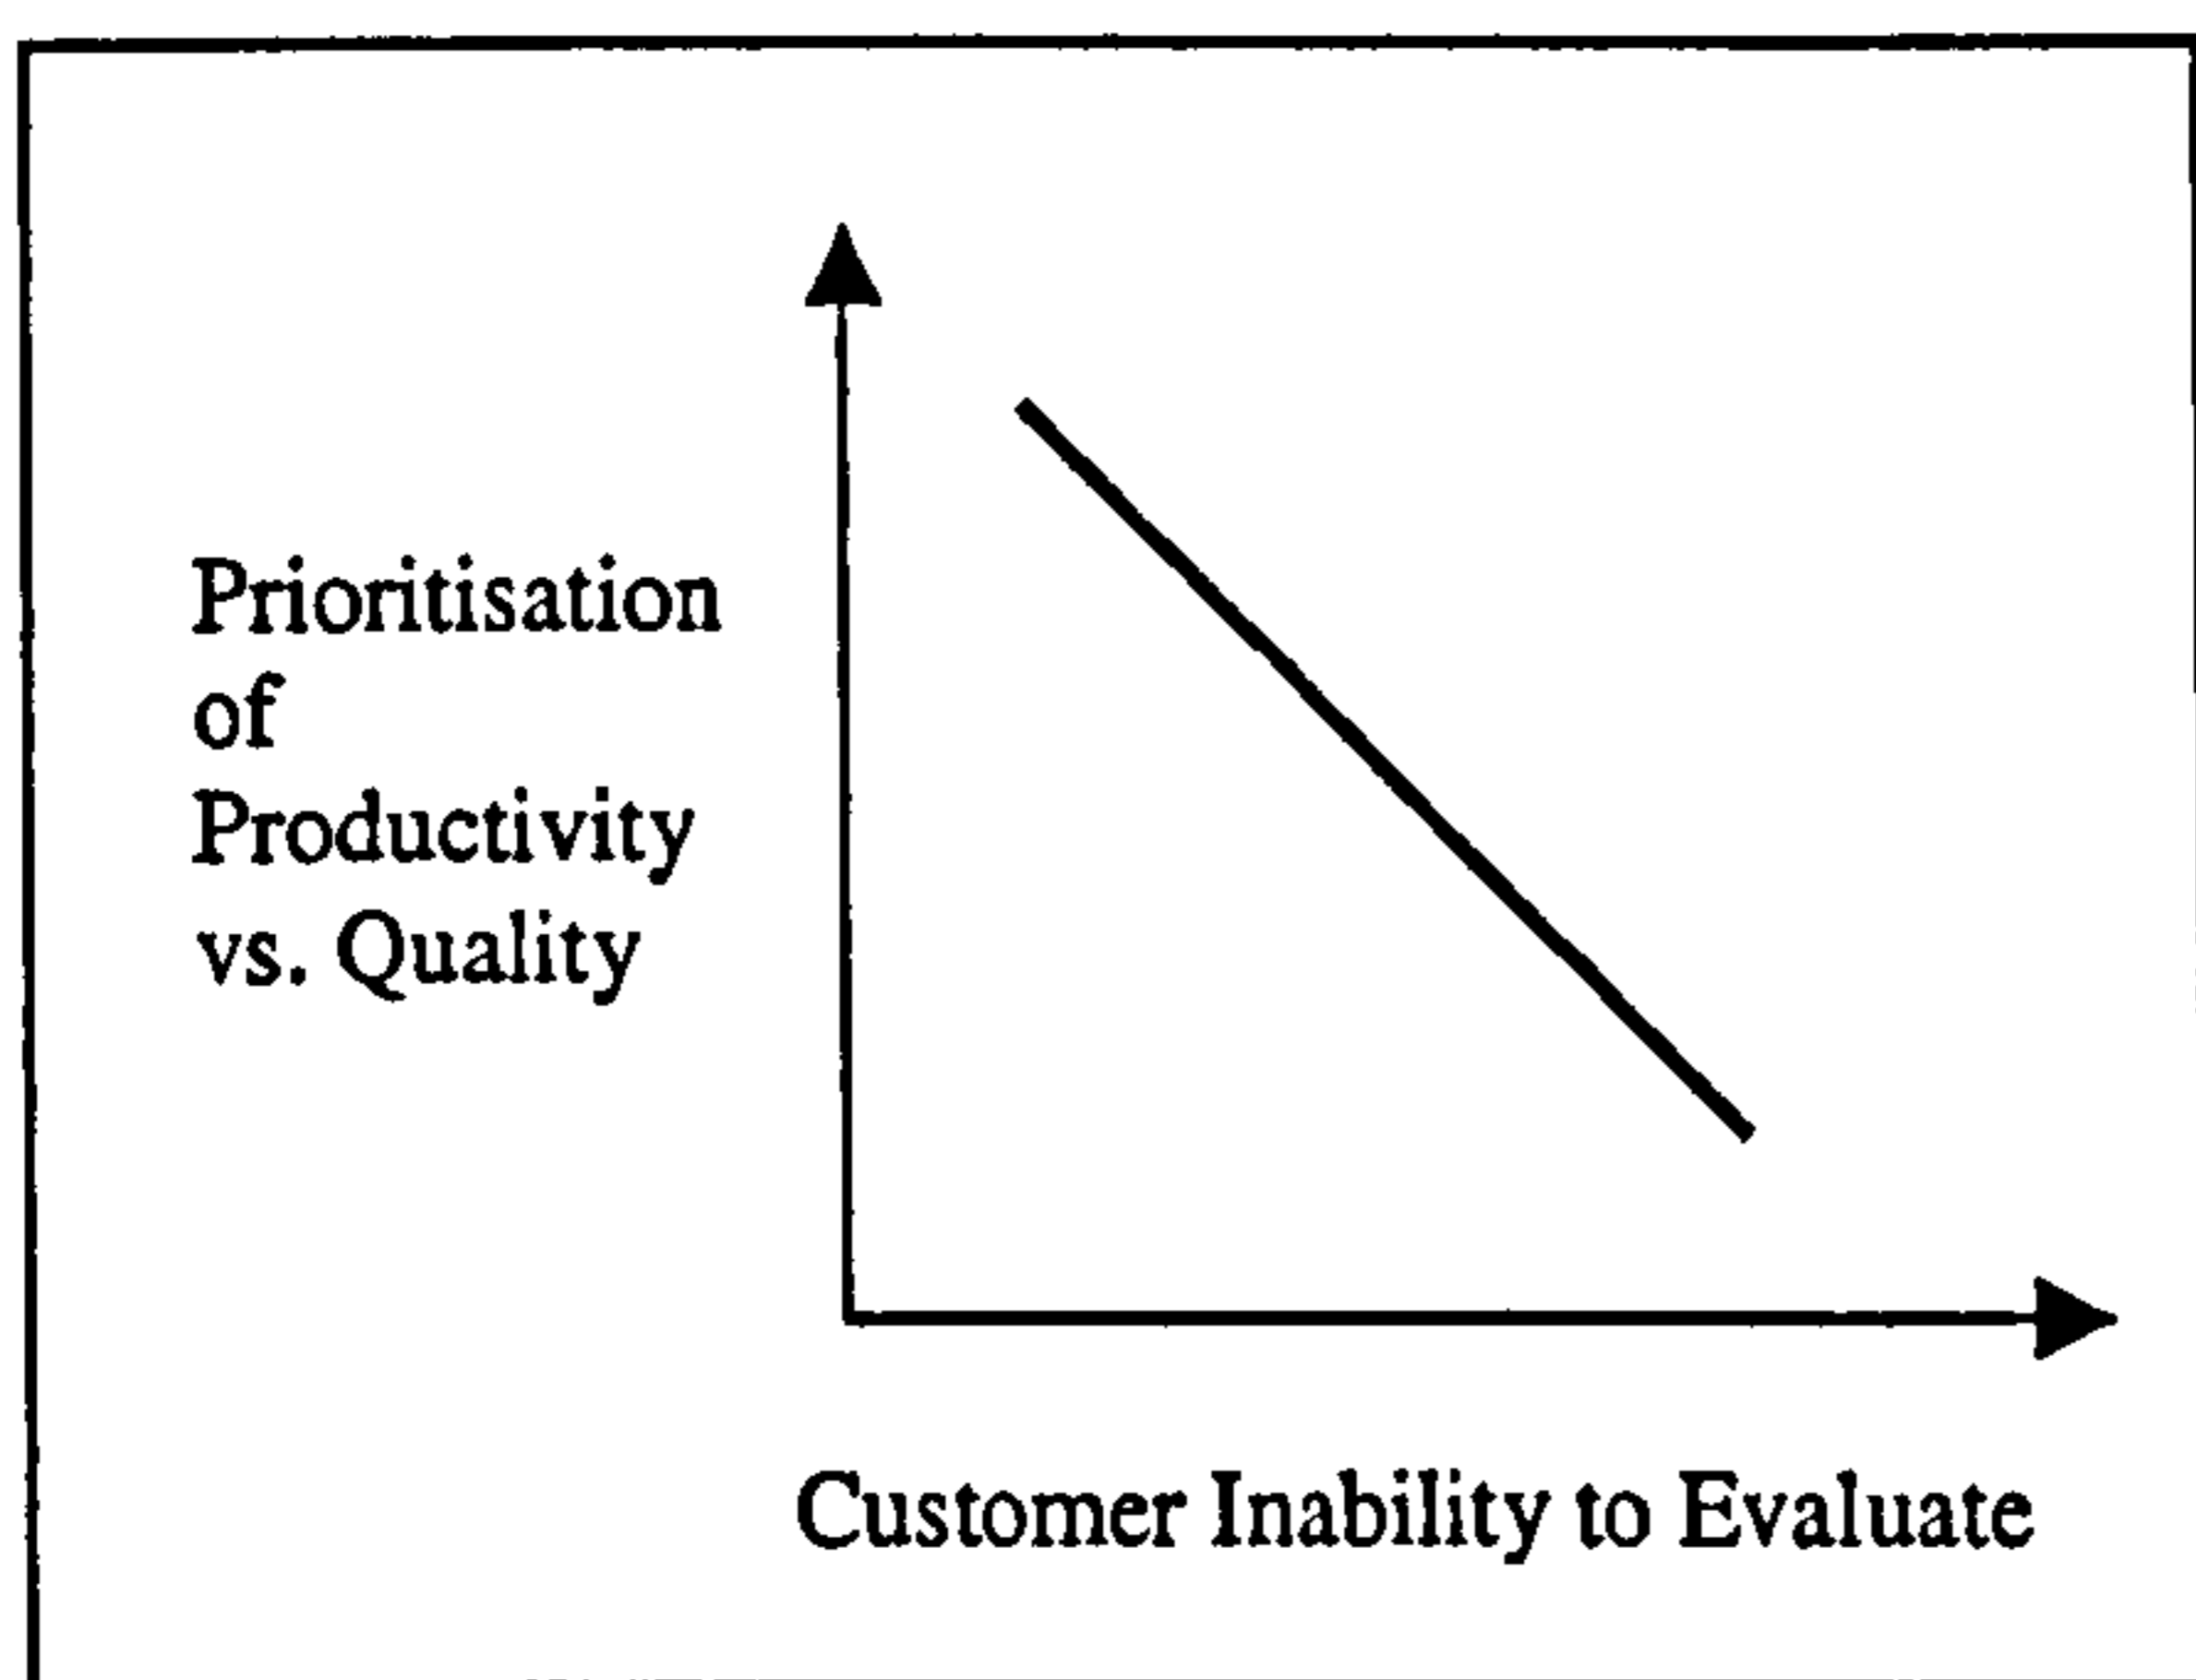 Prioritisation
of
Productivity
vs. Quality
Customer Inability to Evaluate